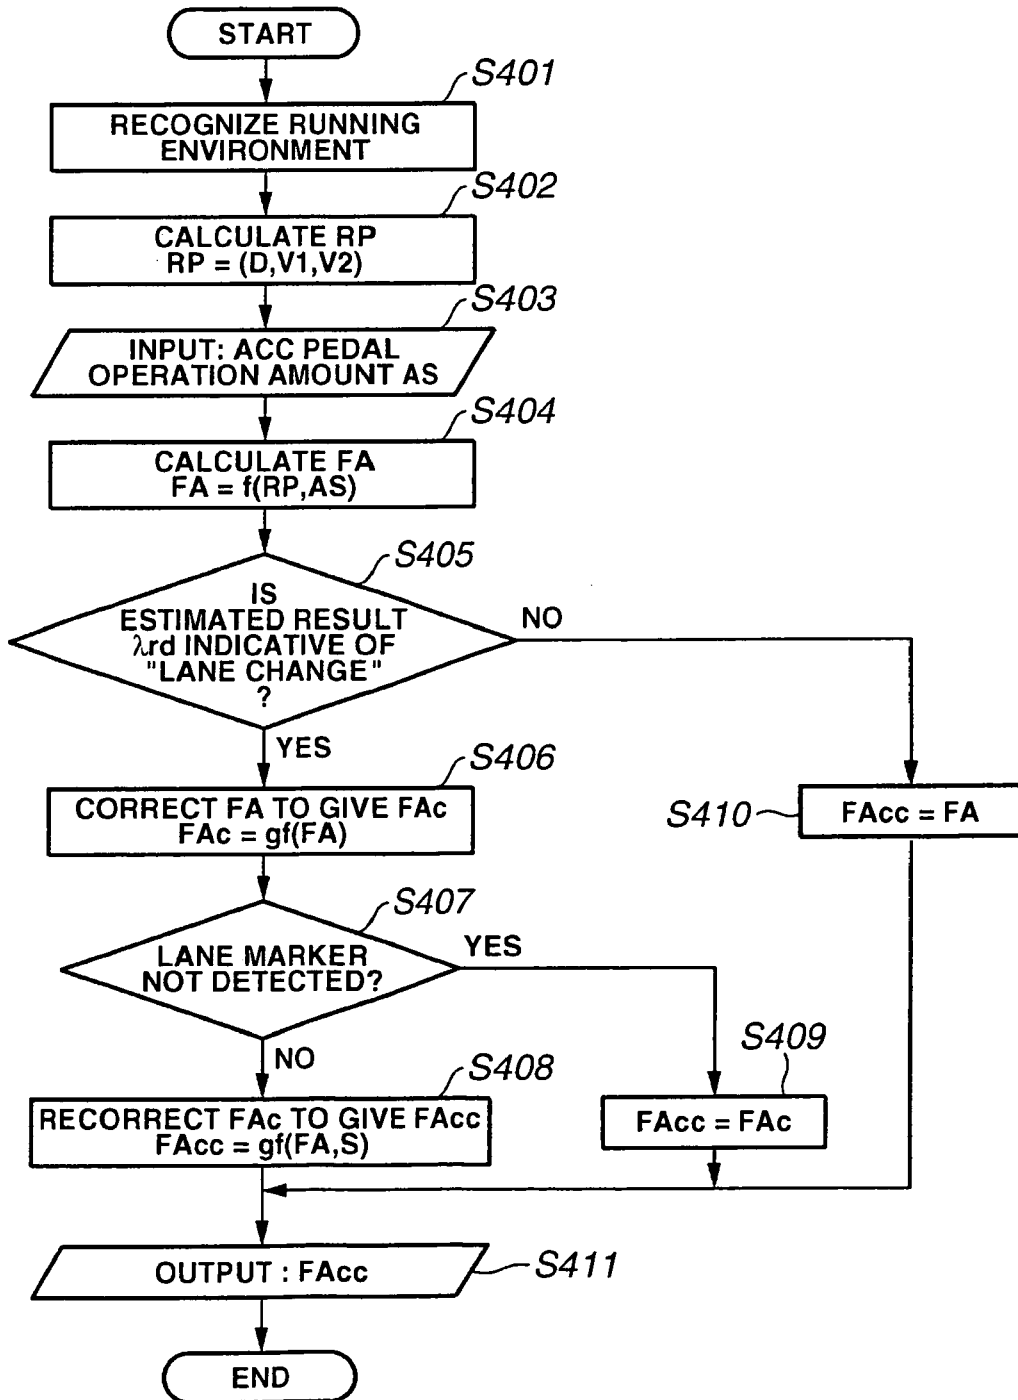 START
S401
RECOGNIZE RUNNING
ENVIRONMENT
S402
CALCULATE RP
RP = (D,V1,V2)
S403
INPUT: ACC PEDAL
OPERATION AMOUNT AS
S404
CALCULATE FA
FA = f(RP,AS)
S405
IS
ESTIMATED RESULT
λrd INDICATIVE OF
"LANE CHANGE"
?
NO
YES
S406
CORRECT FA TO GIVE FAc
FAc = gf(FA)
S410
FAcc = FA
S407
LANE MARKER
NOT DETECTED?
YES
NO
S409
FAcc = FAc
S408
RECORRECT FAc TO GIVE FAcc
FAcc = gf(FA,S)
OUTPUT : FAcc
S411
END